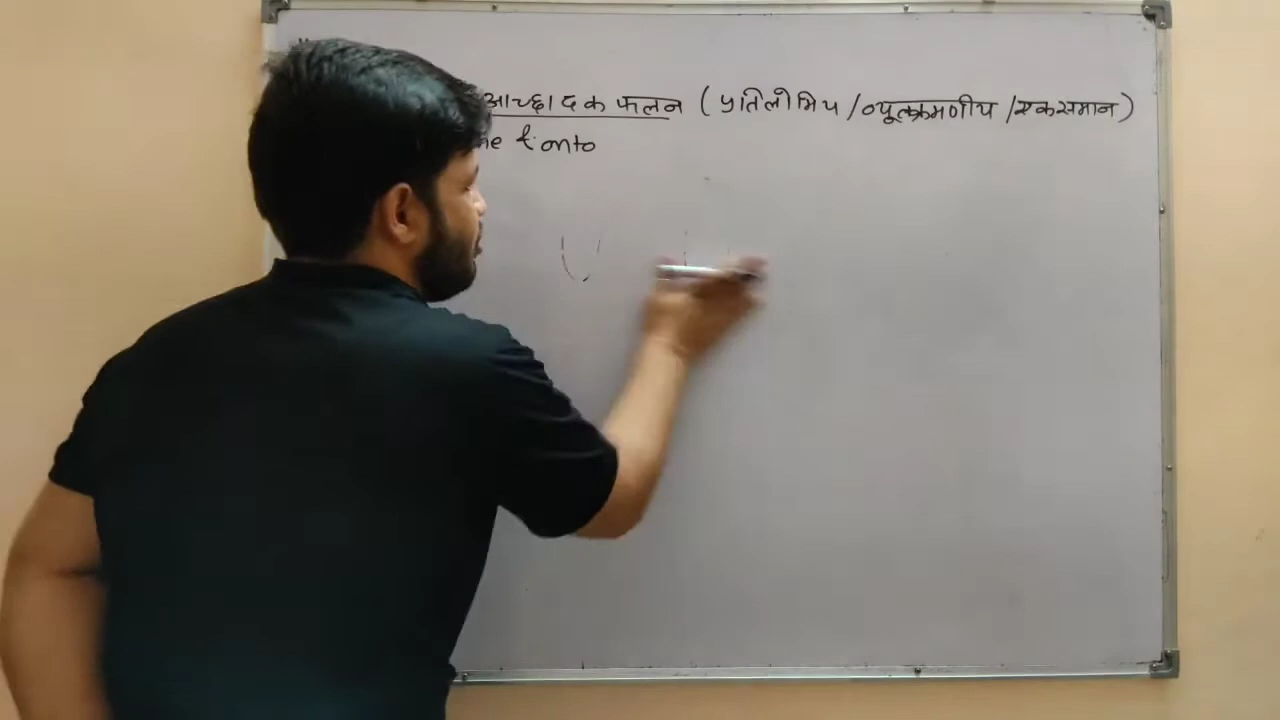 आच्छादक फलन (प्रतिलोमिय/व्युत्क्रमणीय/एकसमान)
& onto